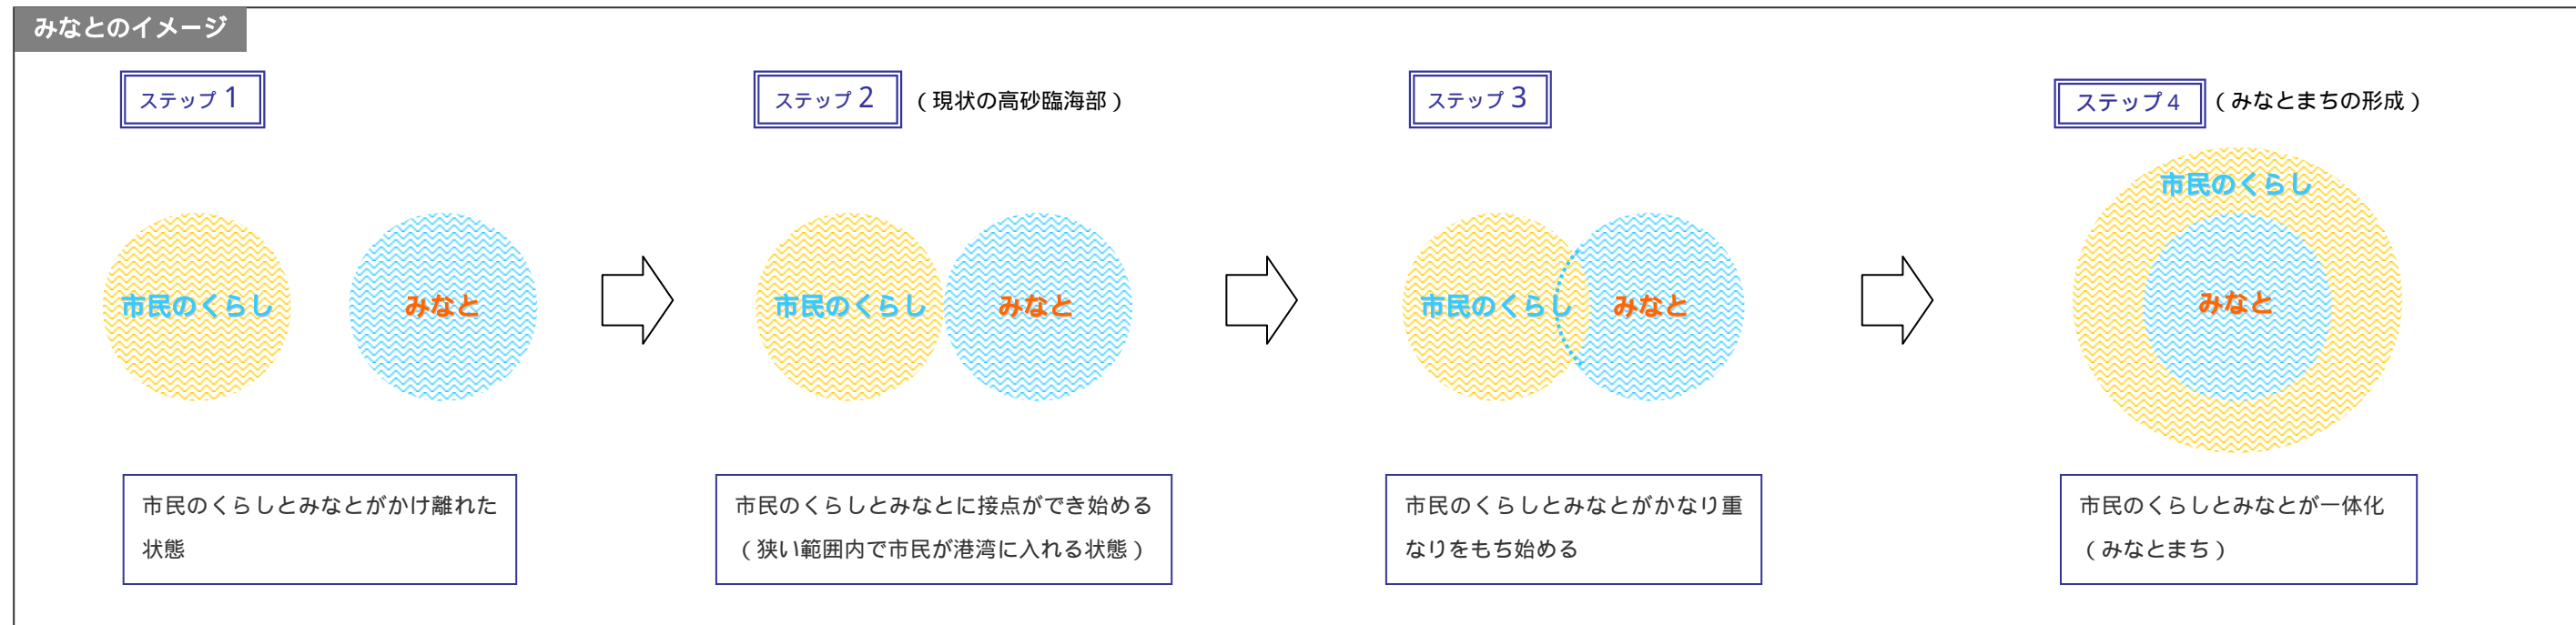 みなとのイメージ
ステップ 1
ステップ 2 (現状の高砂臨海部)
ステップ 3
ステップ 4 (みなとまちの形成)
市民のくらし
みなと
市民のくらし
みなと
市民のくらし
みなと
市民のくらし
みなと
市民のくらしとみなとがかけ離れた
状態
市民のくらしとみなとに接点ができ始める
(狭い範囲内で市民が港湾に入れる状態)
市民のくらしとみなとがかなり重
なりをもち始める
市民のくらしとみなとが一体化
(みなとまち)